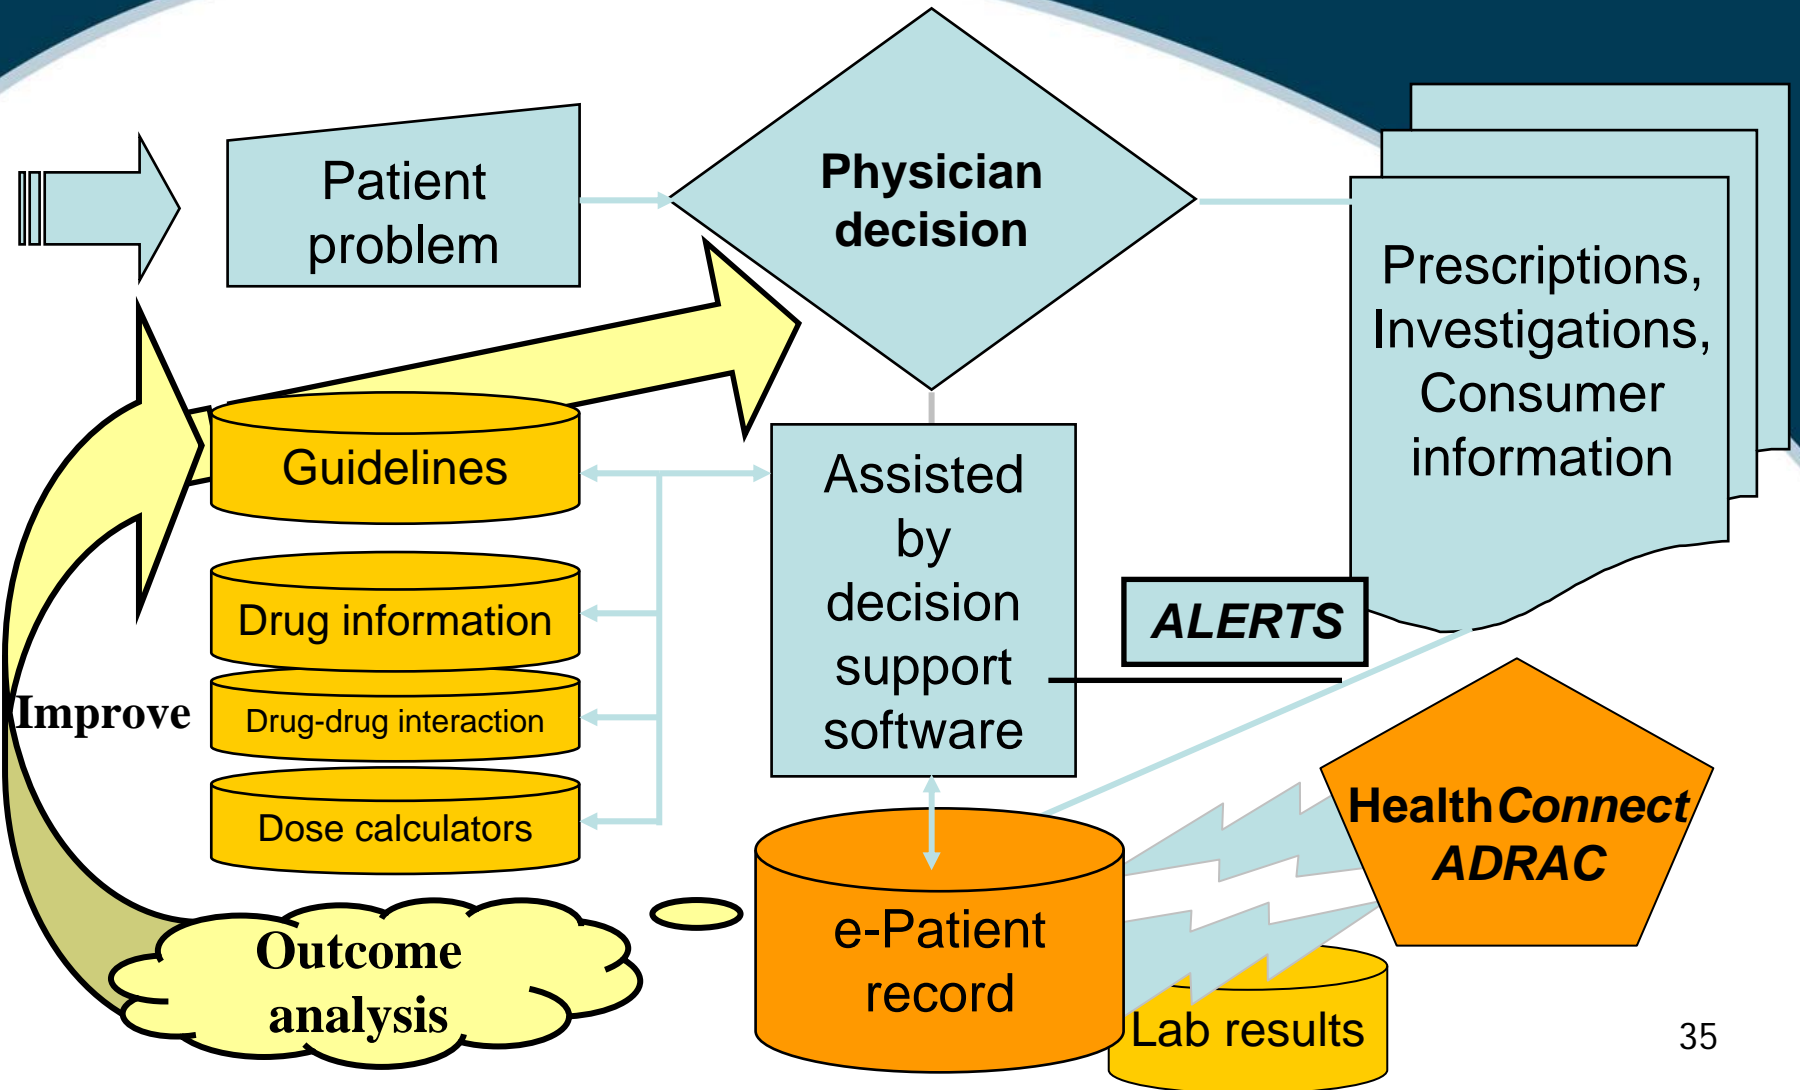 Patient
problem
Physician
decision
Prescriptions,
Investigations,
Consumer
information
Guidelines
Drug information
Drug-drug interaction
Dose calculators
Improve
Assisted
by
decision
support
software
ALERTS
HealthConnect
ADRAC
Outcome
analysis
e-Patient
record
Lab results
35